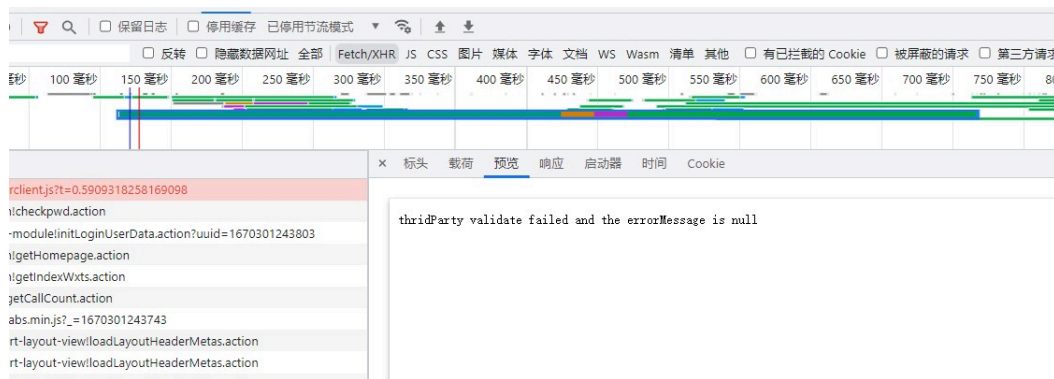 保留日志 停用缓存 已停用节流模式
反转 隐藏数据网址 全部 Fetch/XHR JS CSS 图片 媒体 字体 文档 WS Wasm 清单 其他 有已拦截的 Cookie 被屏蔽的请求 第三方请求
毫秒 100 毫秒 150 毫秒 200 毫秒 250 毫秒 300 毫秒 350 毫秒 400 毫秒 450 毫秒 500 毫秒 550 毫秒 600 毫秒 650 毫秒 700 毫秒 750 毫秒
× 标头 载荷 预览 响应 启动器 时间 Cookie
rclient.js?t=0.5909318258169098
!checkpwd.action
-module!initLoginUserData.action?uuid=1670301243803
!getHomepage.action
!getIndexWxts.action
getCallCount.action
abs.min.js?_=1670301243743
rt-layout-view!loadLayoutHeaderMetas.action
rt-layout-view!loadLayoutHeaderMetas.action
thridParty validate failed and the errorMessage is null